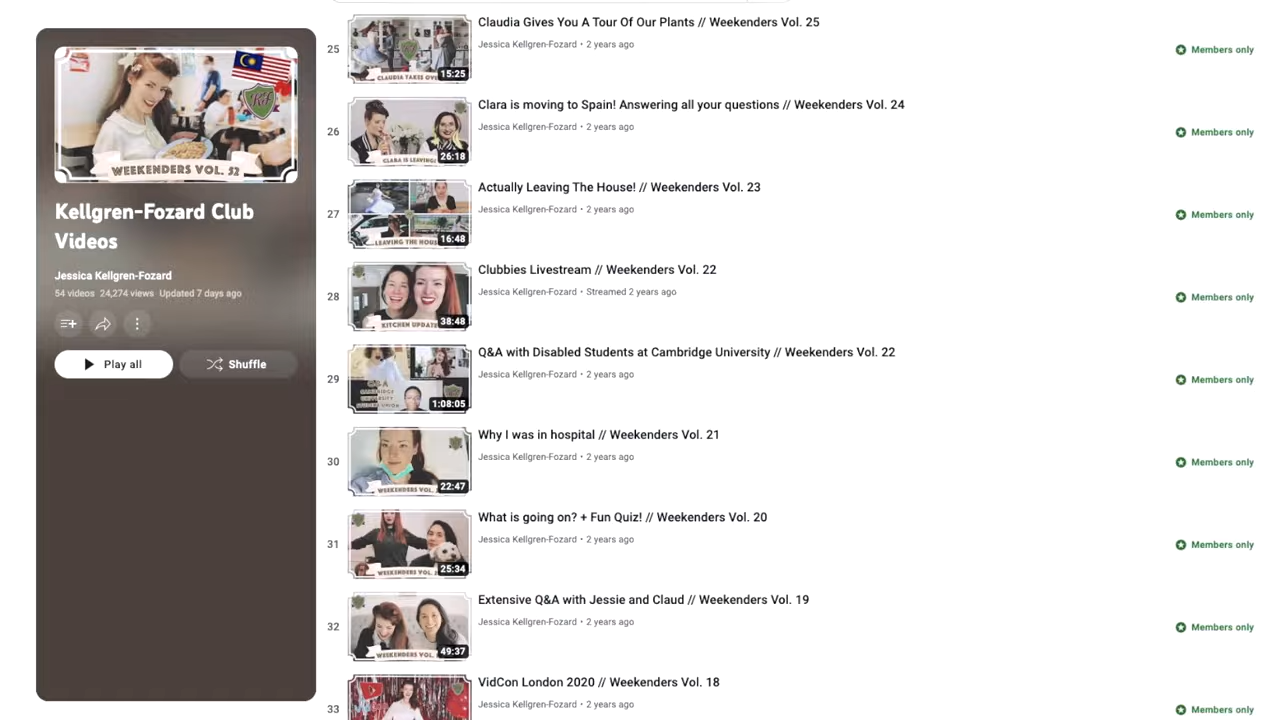 WEEKENDERS VOL. 52
Kellgren-Fozard Club
Videos
Jessica Kellgren-Fozard
54 videos 24,274 views Updated 7 days ago
Play all
Shuffle
25
CLAUDIA TAKES OVE
15:25
Claudia Gives You A Tour Of Our Plants // Weekenders Vol. 25
Jessica Kellgren-Fozard • 2 years ago
Members only
26
CLARA IS LEAVING!
26:18
Clara is moving to Spain! Answering all your questions // Weekenders Vol. 24
Jessica Kellgren-Fozard • 2 years ago
Members only
27
LEAVING THE HOUS
16:48
Actually Leaving The House! // Weekenders Vol. 23
Jessica Kellgren-Fozard • 2 years ago
Members only
28
KITCHEN UPDATE
38:48
Clubbies Livestream // Weekenders Vol. 22
Jessica Kellgren-Fozard • Streamed 2 years ago
Members only
29
Q&A
CAMBRIDGE
UNIVERSITY
STUDENT UNION
1:08:05
Q&A with Disabled Students at Cambridge University // Weekenders Vol. 22
Jessica Kellgren-Fozard • 2 years ago
Members only
30
WEEKENDERS VOL.
22:47
Why I was in hospital // Weekenders Vol. 21
Jessica Kellgren-Fozard • 2 years ago
Members only
31
WEEKENDERS VOL.
25:34
What is going on? + Fun Quiz! // Weekenders Vol. 20
Jessica Kellgren-Fozard • 2 years ago
Members only
32
WEEKENDERS VOL.
49:37
Extensive Q&A with Jessie and Claud // Weekenders Vol. 19
Jessica Kellgren-Fozard • 2 years ago
Members only
33
VidCon London 2020 // Weekenders Vol. 18
Jessica Kellgren-Fozard • 2 years ago
Members only